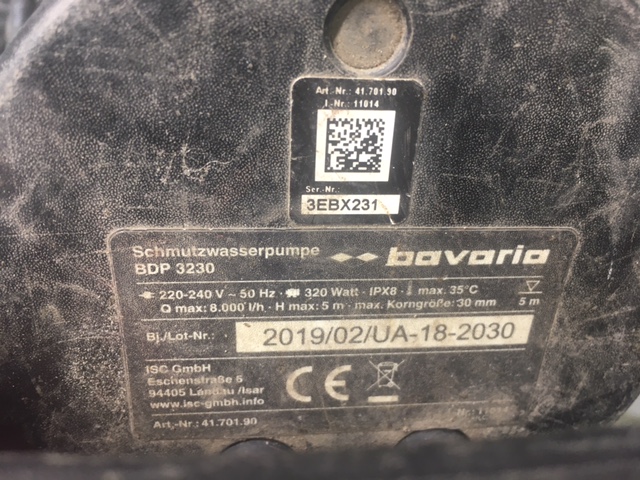 Art.-Nr.: 41.701.90
I.-Nr.: 11014
Ser.-Nr.:
3EBX231
Schmutzwasserpumpe
BDP 3230
bavaria
220-240 V ~ 50 Hz · 320 Watt · IPX8 · max. 35°C
Q max: 8.000 l/h · H max: 5 m · max. Korngröße: 30 mm 5 m
Bj./Lot-Nr.: 2019/02/UA-18-2030
ISC GmbH
Eschenstraße 6
94405 Landau /Isar
www.isc-gmbh.info
CE
Art.-Nr.: 41.701.90